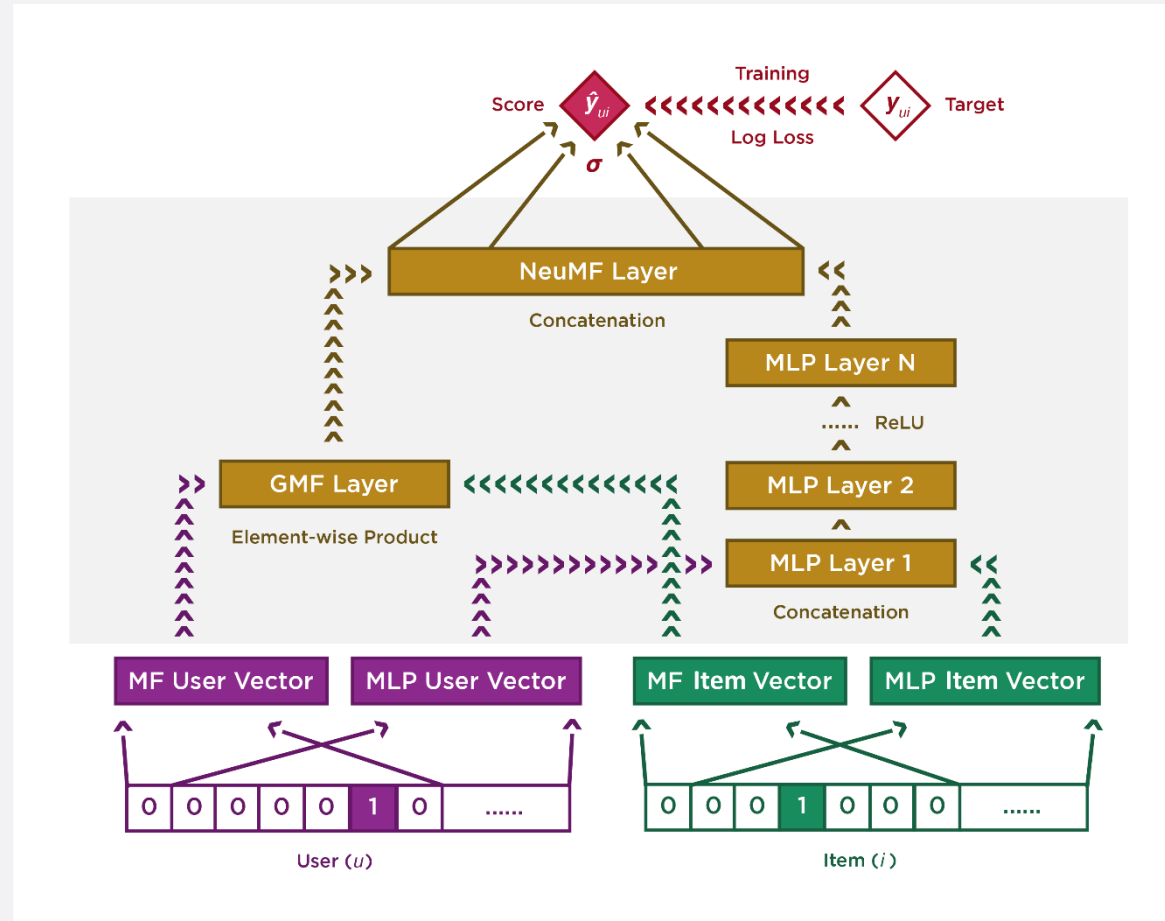 Training
Score ŷui yui Target
Log Loss
σ
NeuMF Layer
Concatenation
MLP Layer N
...... ReLU
GMF Layer
MLP Layer 2
Element-wise Product
MLP Layer 1
Concatenation
MF User Vector MLP User Vector MF Item Vector MLP Item Vector
0 0 0 0 0 1 0 ...... 0 0 0 1 0 0 0 ......
User (u) Item (i)